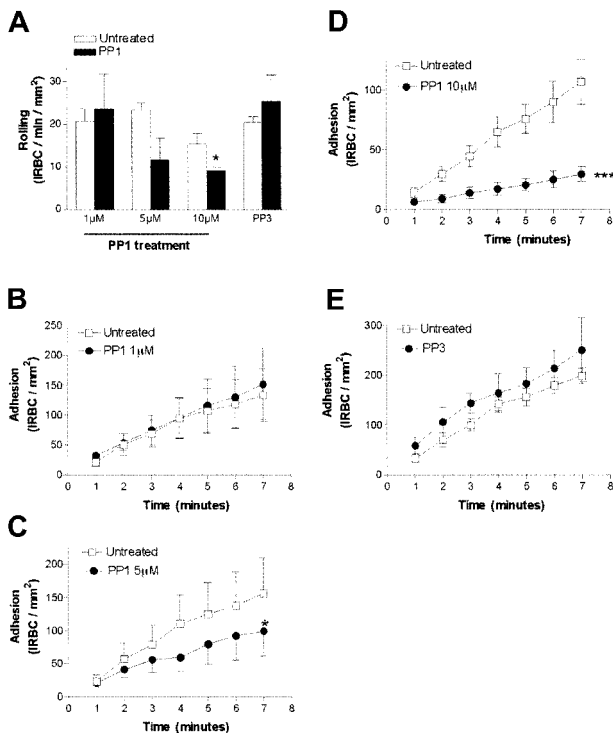 A
Untreated
PP1
Rolling
(IRBC / min / mm²)
30
20
10
0
*
1μM 5μM 10μM PP3
PP1 treatment
B
Untreated
PP1 1μM
Adhesion
(IRBC / mm²)
250
200
150
100
50
0
0 1 2 3 4 5 6 7 8
Time (minutes)
C
Untreated
PP1 5μM
Adhesion
(IRBC / mm²)
200
150
100
50
0
*
0 1 2 3 4 5 6 7 8
Time (minutes)
D
Untreated
PP1 10μM
Adhesion
(IRBC / mm²)
100
50
0
***
0 1 2 3 4 5 6 7 8
Time (minutes)
E
Untreated
PP3
Adhesion
(IRBC / mm²)
300
200
100
0
0 1 2 3 4 5 6 7 8
Time (minutes)